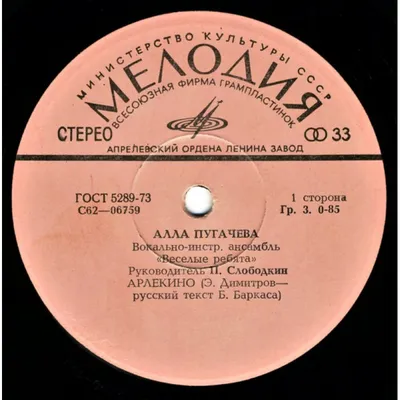 МИНИСТЕРСТВО КУЛЬТУРЫ СССР
МЕЛОДИЯ
ВСЕСОЮЗНАЯ ФИРМА ГРАМПЛАСТИНОК
СТЕРЕО
33
АПРЕЛЕВСКИЙ ОРДЕНА ЛЕНИНА ЗАВОД
ГОСТ 5289-73
С62—06759
1 сторона
Гр. 3. 0-85
АЛЛА ПУГАЧЕВА
Вокально-инстр. ансамбль
«Веселые ребята»
Руководитель П. Слободкин
АРЛЕКИНО (Э. Димитров—
русский текст Б. Баркаса)